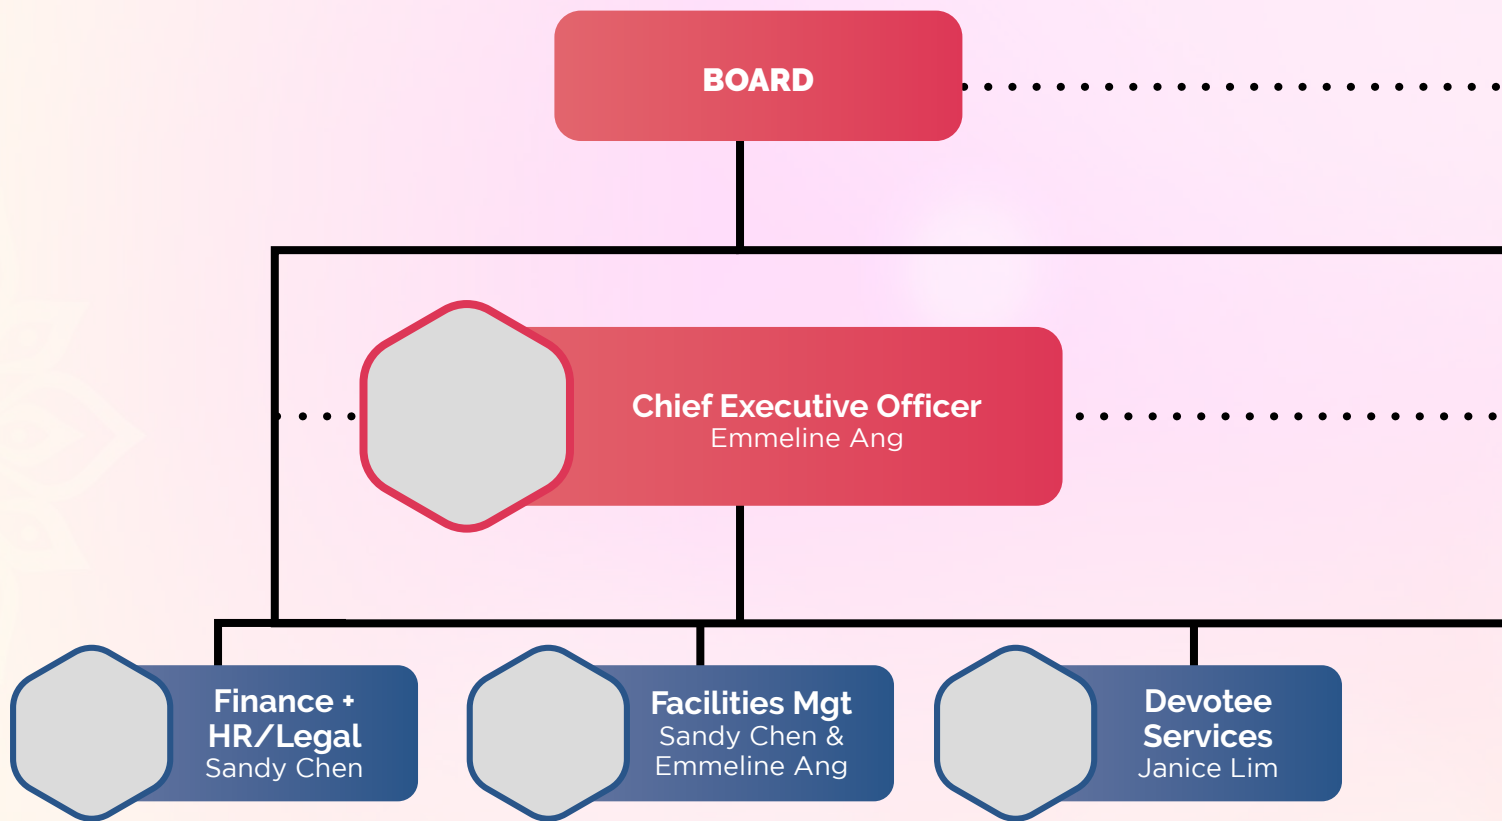 BOARD
Chief Executive Officer
Emmeline Ang
Finance +
HR/Legal
Sandy Chen
Facilities Mgt
Sandy Chen &
Emmeline Ang
Devotee
Services
Janice Lim